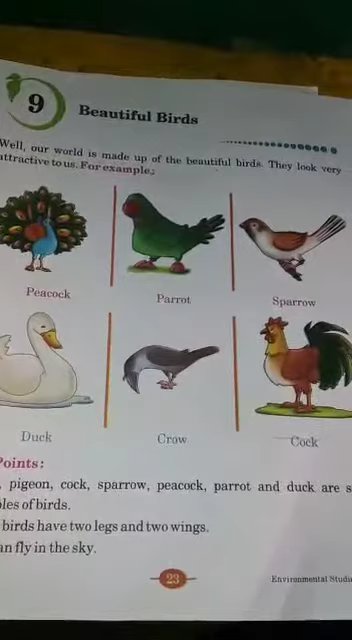 9
Beautiful Birds
Well, our world is made up of the beautiful birds. They look very
attractive to us. For example,:
Peacock Parrot Sparrow
Duck Crow Cock
Points:
, pigeon, cock, sparrow, peacock, parrot and duck are
of birds.
birds have two legs and two wings.
fly in the sky.
23
Environmental